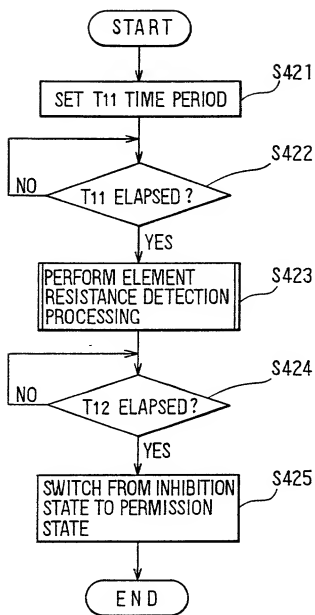 START
S421
SET T11 TIME PERIOD
S422
T11 ELAPSED?
NO
YES
S423
PERFORM ELEMENT
RESISTANCE DETECTION
PROCESSING
S424
NO
T12 ELAPSED?
YES
S425
SWITCH FROM INHIBITION
STATE TO PERMISSION
STATE
END